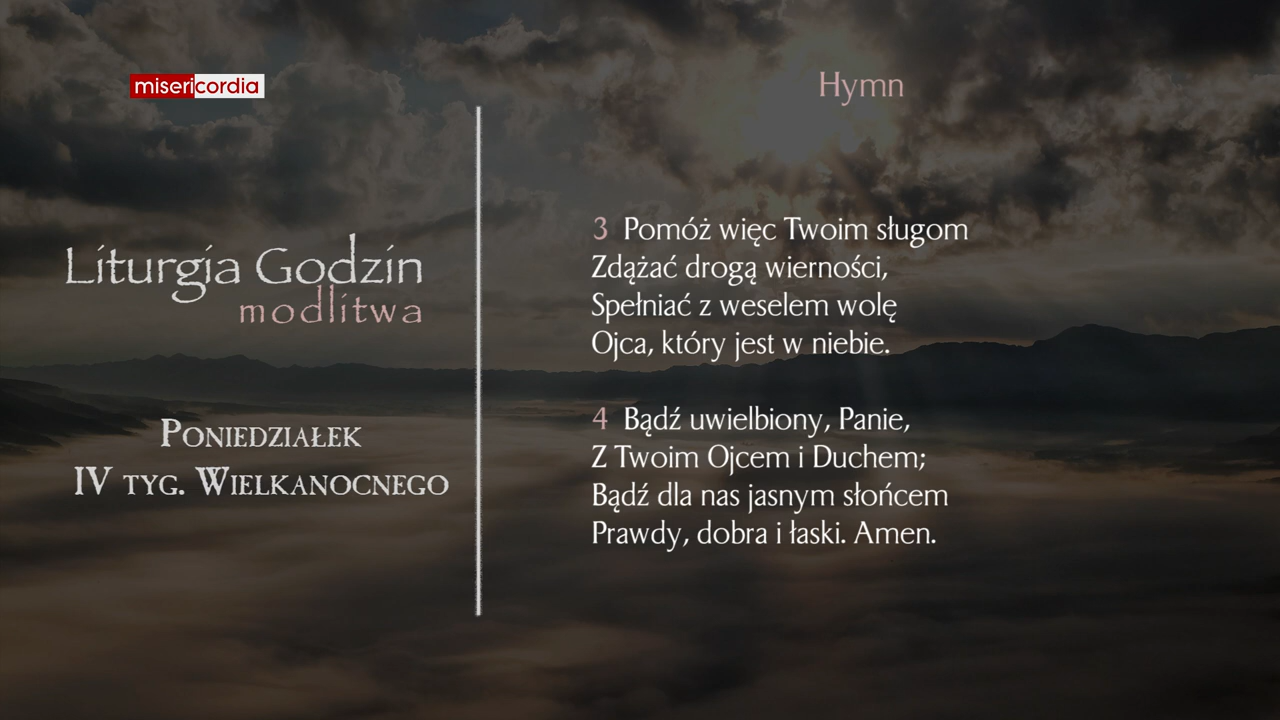 misericordia
Liturgia Godzin
modlitwa
Poniedziałek
IV tyg. Wielkanocnego
Hymn
3 Pomóż więc Twoim sługom
Zdążać drogą wierności,
Spełniać z weselem wolę
Ojca, który jest w niebie.
4 Bądź uwielbiony, Panie,
Z Twoim Ojcem i Duchem;
Bądź dla nas jasnym słońcem
Prawdy, dobra i łaski. Amen.